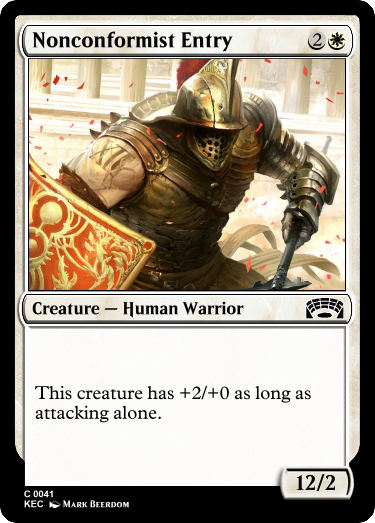 Nonconformist Entry 2
Creature — Human Warrior
This creature has +2/+0 as long as
attacking alone.
12/2
C 0041
KEC Mark Beerdom